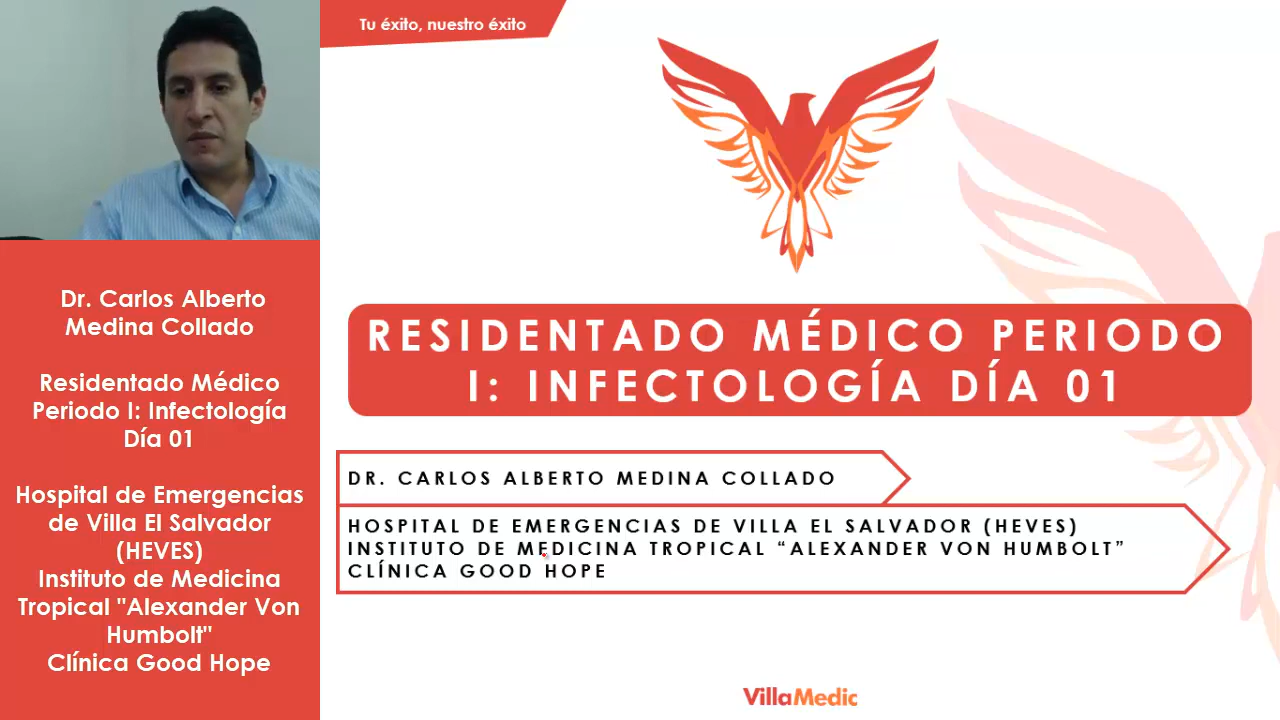 Tu éxito, nuestro éxito
Dr. Carlos Alberto
Medina Collado
Residentado Médico
Periodo I: Infectología
Día 01
Hospital de Emergencias
de Villa El Salvador
(HEVES)
Instituto de Medicina
Tropical "Alexander Von
Humbolt"
Clínica Good Hope
RESIDENTADO MÉDICO PERIODO
I: INFECTOLOGÍA DÍA 01
DR. CARLOS ALBERTO MEDINA COLLADO
HOSPITAL DE EMERGENCIAS DE VILLA EL SALVADOR (HEVES)
INSTITUTO DE MEDICINA TROPICAL “ALEXANDER VON HUMBOLT”
CLÍNICA GOOD HOPE
VillaMedic